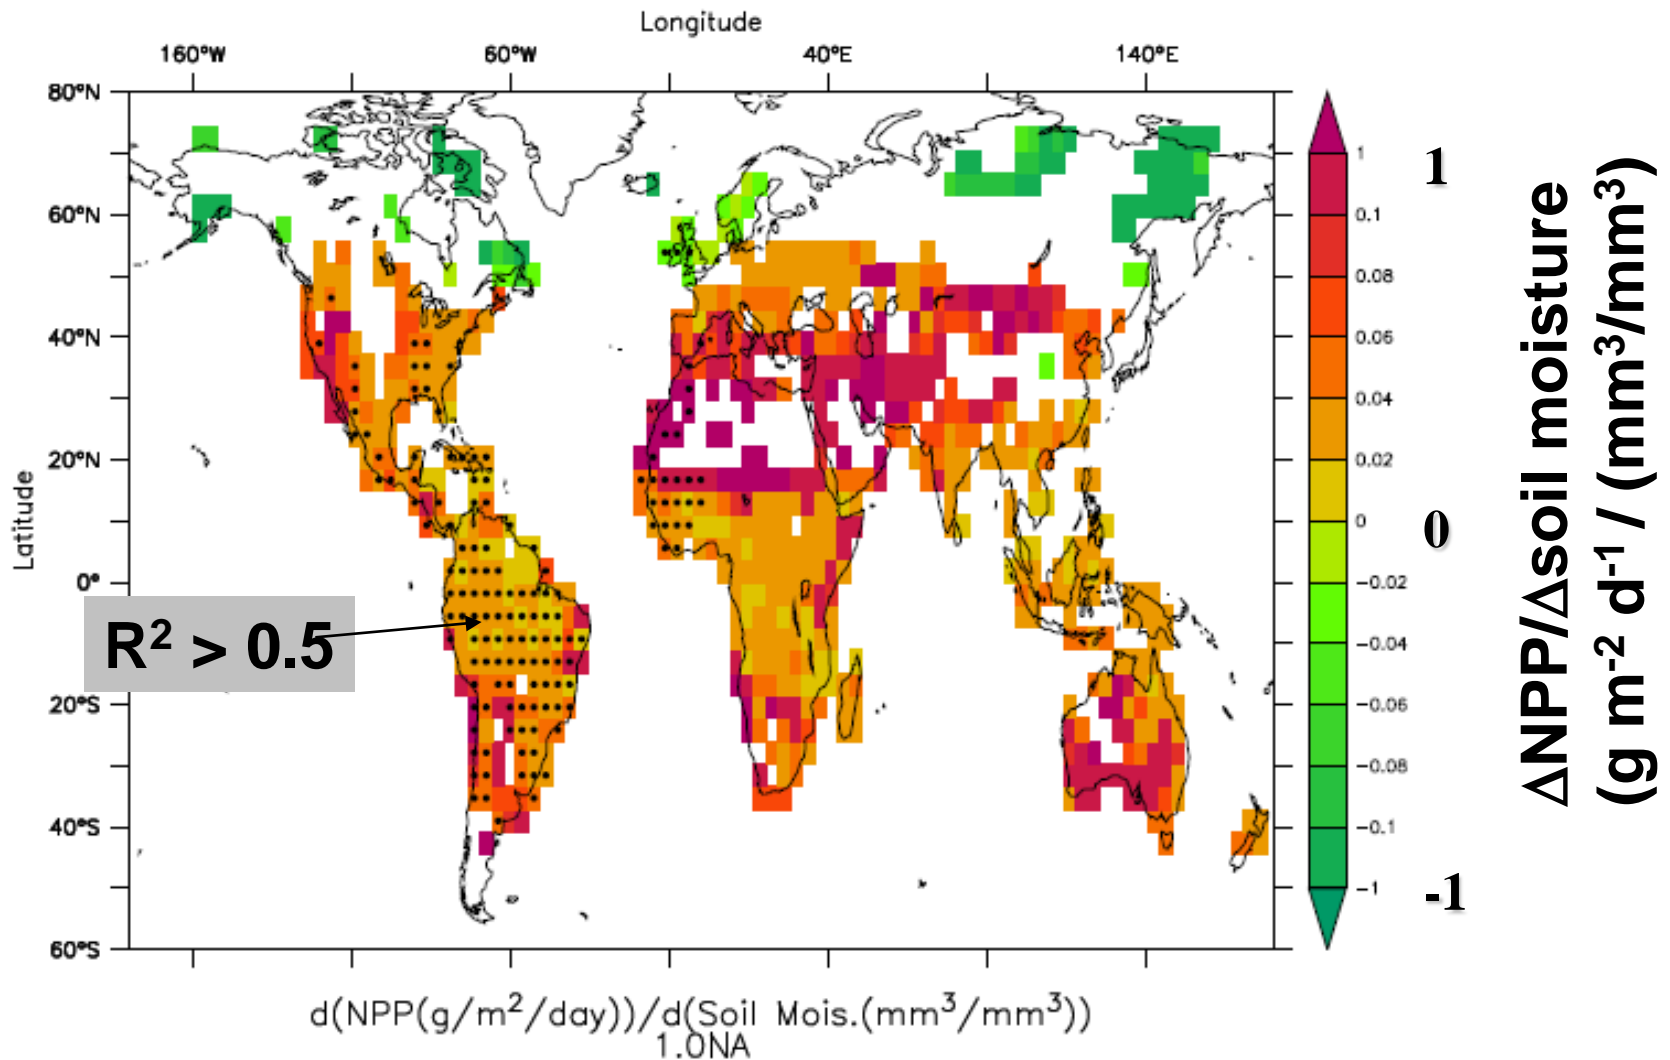 Longitude
160°W 60°W 40°E 140°E
80°N
60°N
40°N
20°N
0°
20°S
40°S
60°S
Latitude
R² > 0.5
1
0.1
0.08
0.06
0.04
0.02
0
-0.02
-0.04
-0.06
-0.08
-0.1
-1
1
0
-1
ΔNPP/Δsoil moisture
(g m⁻² d⁻¹ / (mm³/mm³)
d(NPP(g/m²/day))/d(Soil Mois.(mm³/mm³))
1.0NA